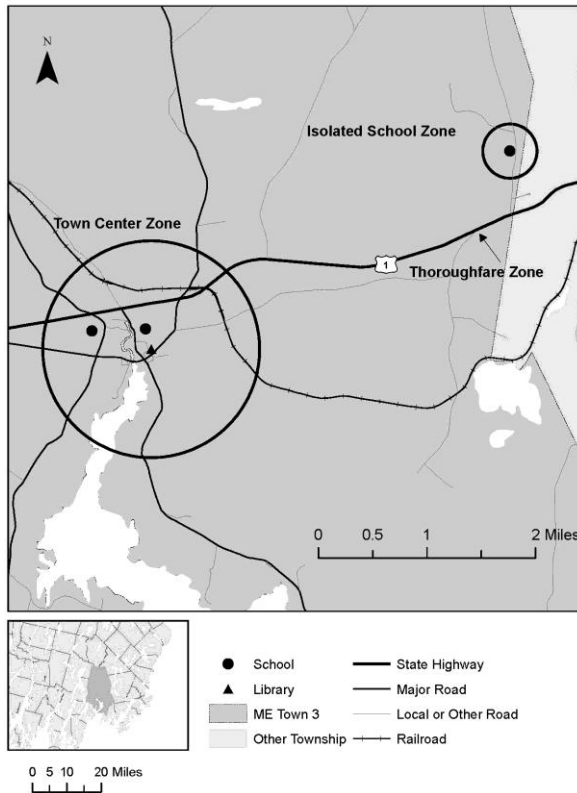 N
Isolated School Zone
Town Center Zone
1
Thoroughfare Zone
0 0.5 1 2 Miles
School
Library
ME Town 3
Other Township
State Highway
Major Road
Local or Other Road
Railroad
0 5 10 20 Miles